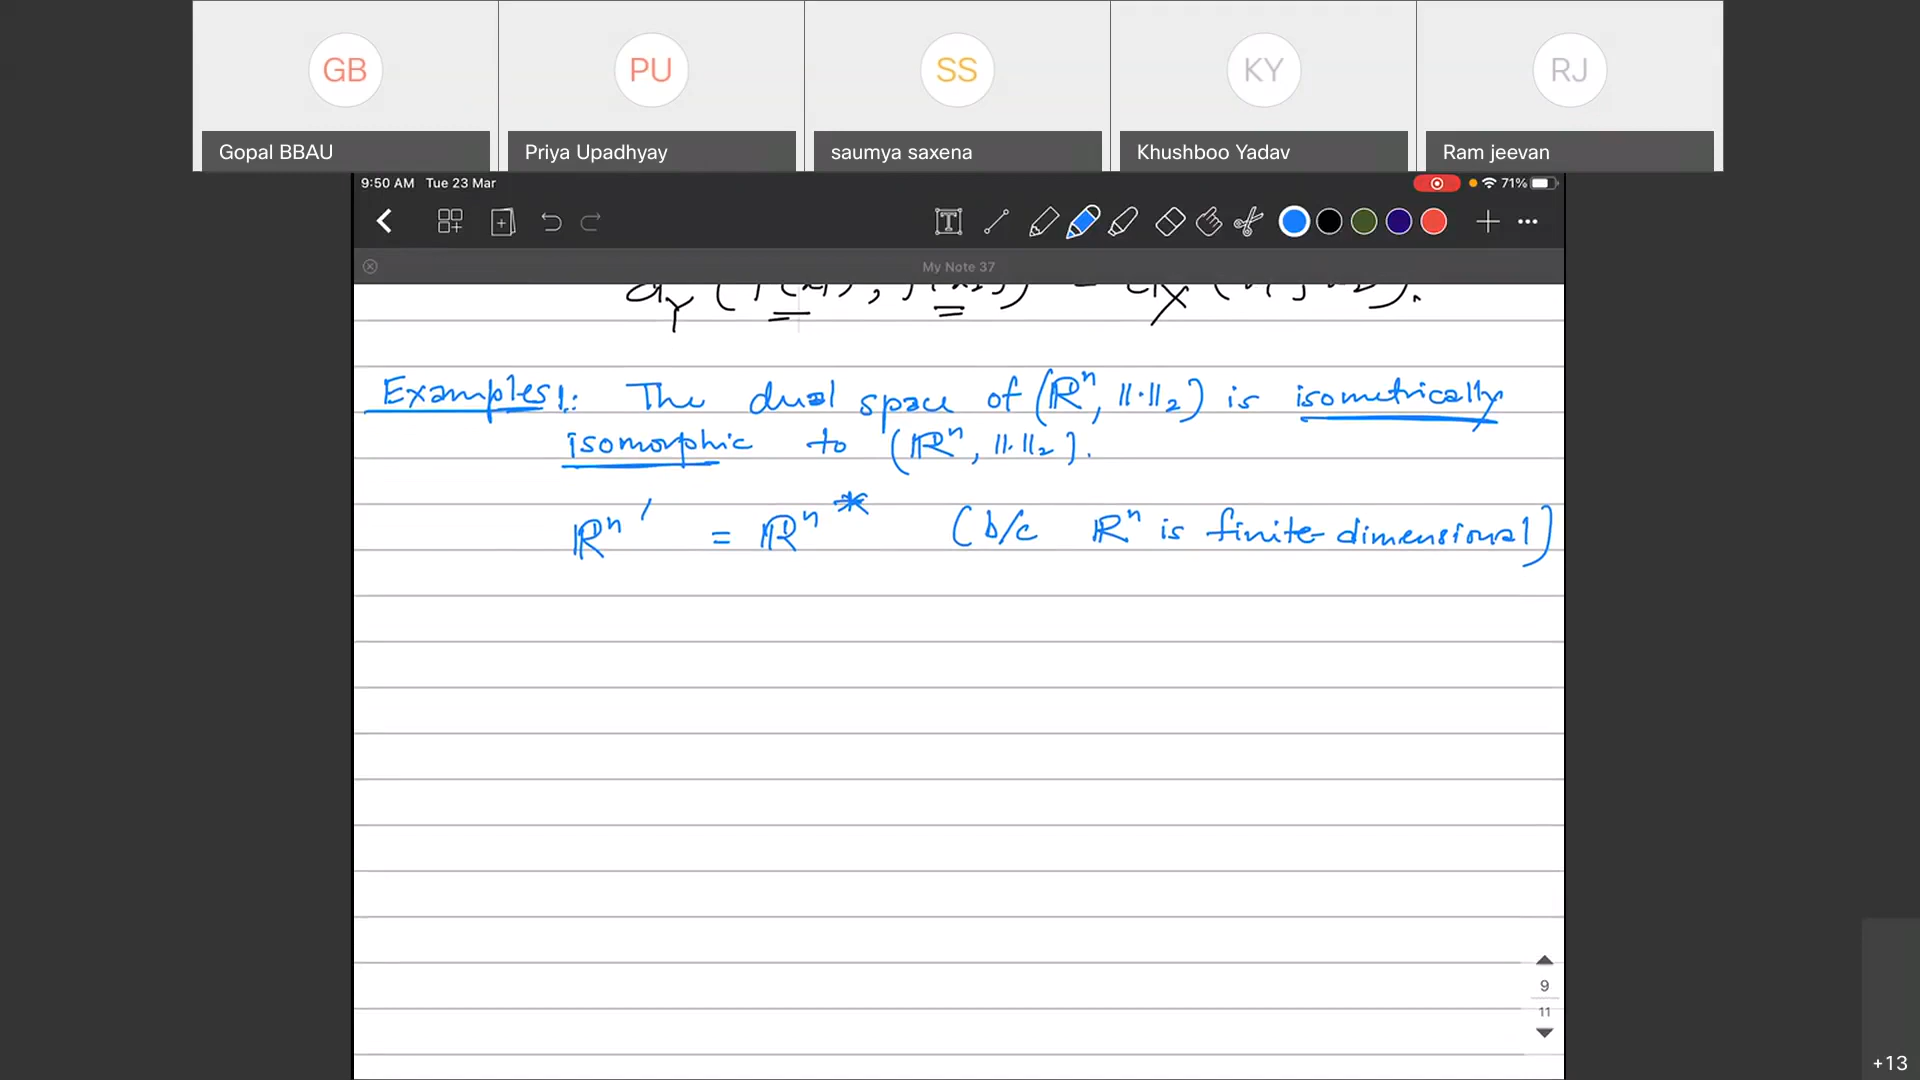 GB PU SS KY RJ
Gopal BBAU Priya Upadhyay saumya saxena Khushboo Yadav Ram jeevan
9:50 AM Tue 23 Mar 71%
My Note 37
Examples 1.: The dual space of (ℝⁿ, ||·||₂) is isometrically
isomorphic to (ℝⁿ, ||·||₂).
ℝⁿ′ = ℝⁿ* (b/c ℝⁿ is finite-dimensional)
9
11
+13